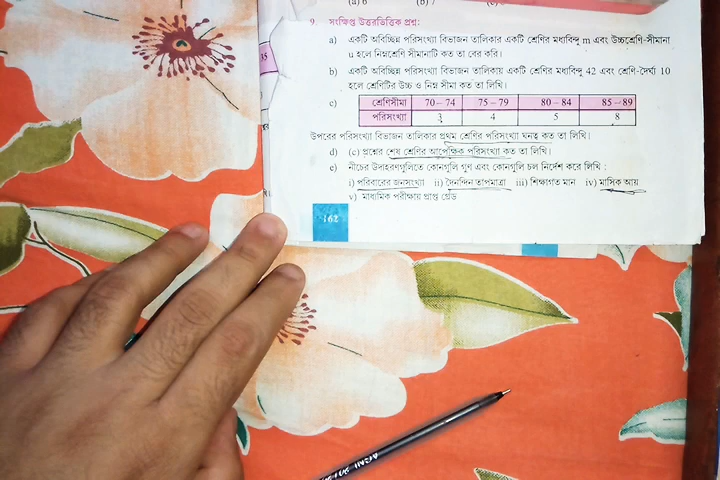 (a) 6 (b) 7
9. সংক্ষিপ্ত উত্তরভিত্তিক প্রশ্ন:
a) একটি অবিচ্ছিন্ন পরিসংখ্যা বিভাজন তালিকার একটি শ্রেণির মধ্যবিন্দু m এবং উচ্চশ্রেণি-সীমানা
u হলে নিম্নশ্রেণি সীমানাটি কত তা বের করি।
b) একটি অবিচ্ছিন্ন পরিসংখ্যা বিভাজন তালিকায় একটি শ্রেণির মধ্যবিন্দু 42 এবং শ্রেণি-দৈর্ঘ্য 10
হলে শ্রেণিটির উচ্চ ও নিম্ন সীমা কত তা লিখি।
c) শ্রেণিসীমা 70 – 74 75 – 79 80 – 84 85 – 89
পরিসংখ্যা 3 4 5 8
উপরের পরিসংখ্যা বিভাজন তালিকার প্রথম শ্রেণির পরিসংখ্যা ঘনত্ব কত তা লিখি।
d) (c) প্রশ্নের শেষ শ্রেণির আপেক্ষিক পরিসংখ্যা কত তা লিখি।
e) নীচের উদাহরণগুলিতে কোনগুলি গুণ এবং কোনগুলি চল নির্দেশ করে লিখি :
i) পরিবারের জনসংখ্যা ii) দৈনন্দিন তাপমাত্রা iii) শিক্ষাগত মান iv) মাসিক আয়
v) মাধ্যমিক পরীক্ষায় প্রাপ্ত গ্রেড
162